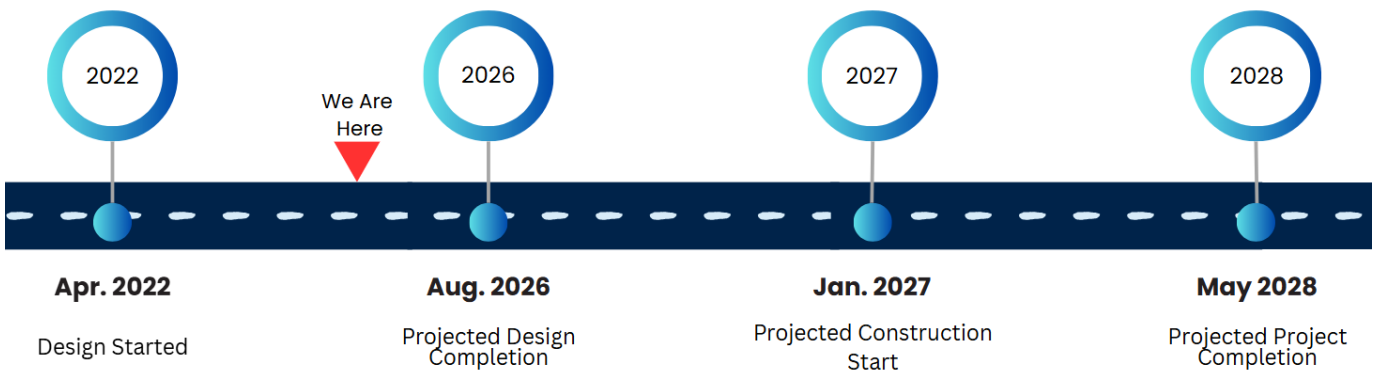 2022
2026
2027
2028
We Are
Here
Apr. 2022
Aug. 2026
Jan. 2027
May 2028
Design Started
Projected Design
Completion
Projected Construction
Start
Projected Project
Completion